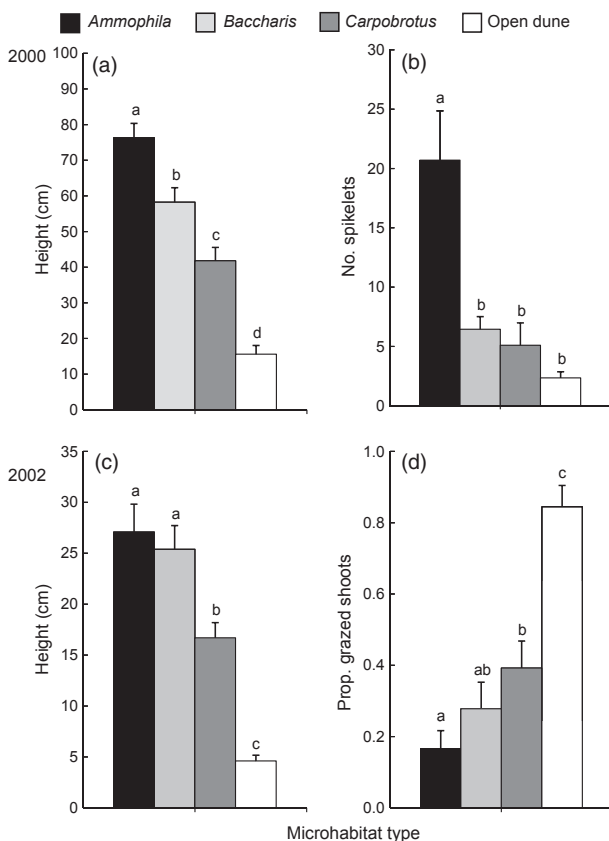 Ammophila Baccharis Carpobrotus Open dune
2000
(a)
Height (cm)
100
90
80
70
60
50
40
30
20
10
0
a
b
c
d
(b)
No. spikelets
30
25
20
15
10
5
0
a
b
b
b
2002
(c)
Height (cm)
35
30
25
20
15
10
5
0
a
a
b
c
(d)
Prop. grazed shoots
1.0
0.8
0.6
0.4
0.2
0.0
a
ab
b
c
Microhabitat type